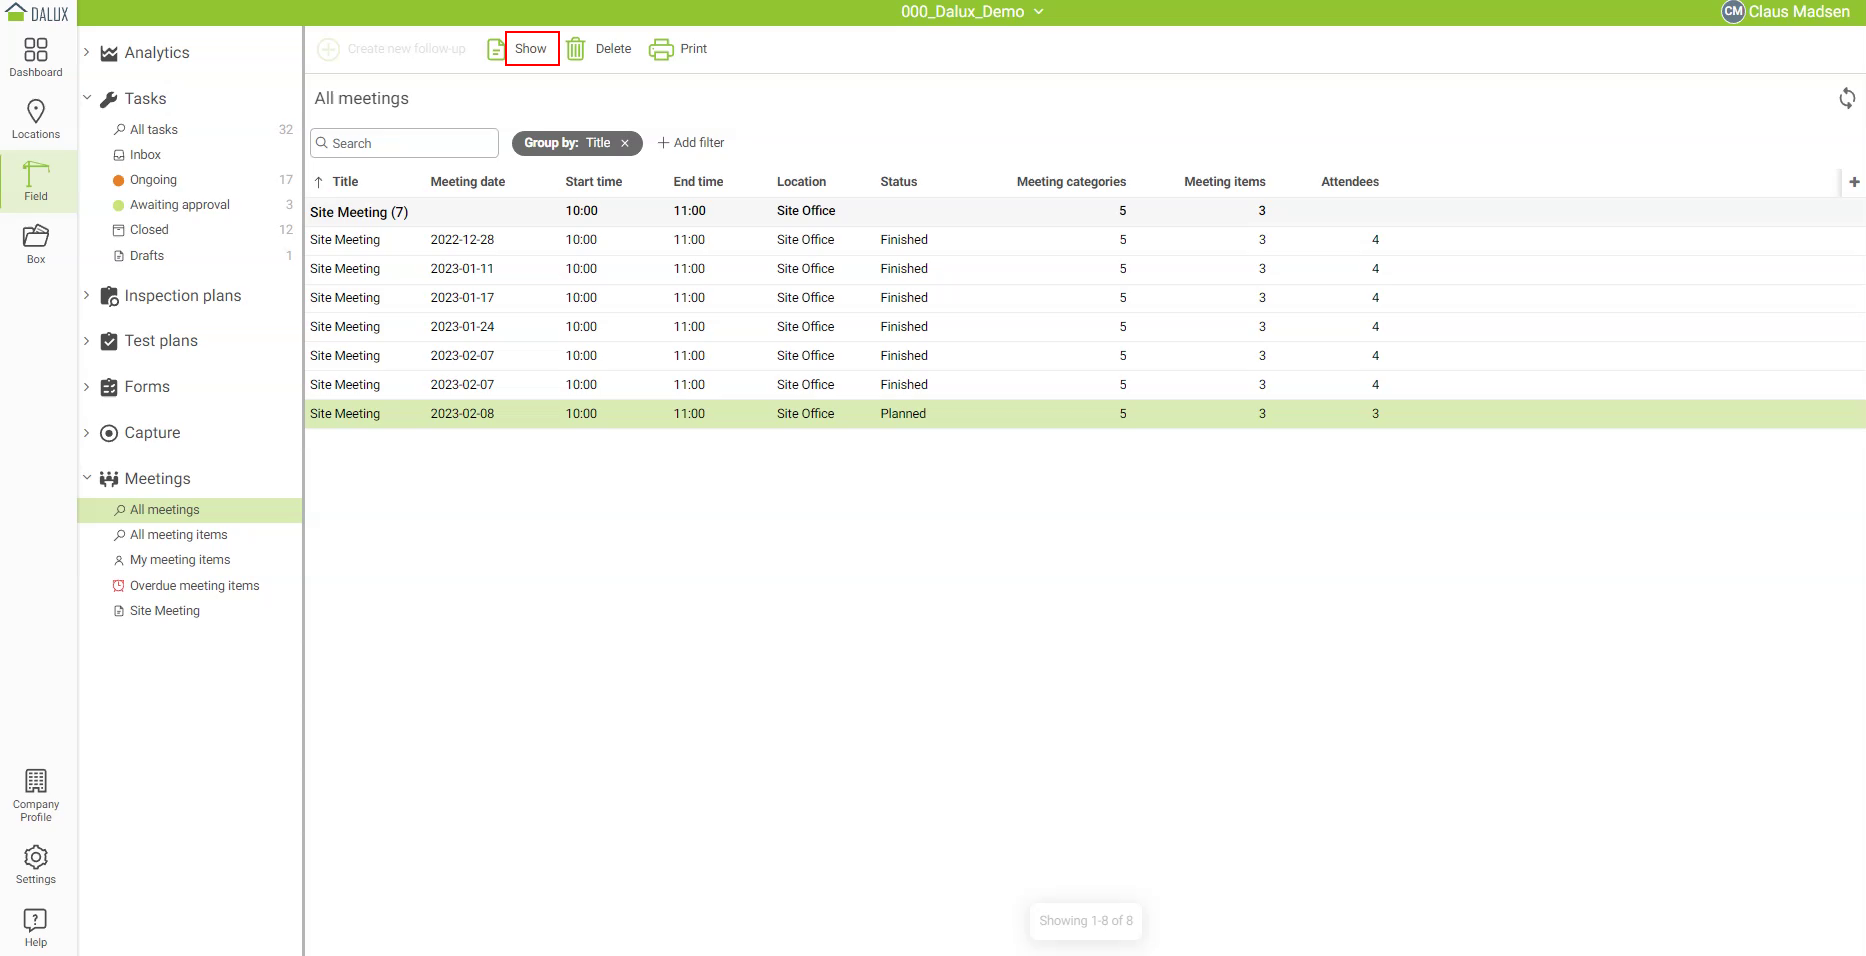 DALUX
000_Dalux_Demo
CM Claus Madsen
Dashboard
Locations
Field
Box
Company
Profile
Settings
Help
Analytics
Tasks
All tasks 32
Inbox
Ongoing 17
Awaiting approval 3
Closed 12
Drafts 1
Inspection plans
Test plans
Forms
Capture
Meetings
All meetings
All meeting items
My meeting items
Overdue meeting items
Site Meeting
Create new follow-up Show Delete Print
All meetings
Search Group by: Title × + Add filter
↑ Title Meeting date Start time End time Location Status Meeting categories Meeting items Attendees +
Site Meeting (7) 10:00 11:00 Site Office 5 3
Site Meeting 2022-12-28 10:00 11:00 Site Office Finished 5 3 4
Site Meeting 2023-01-11 10:00 11:00 Site Office Finished 5 3 4
Site Meeting 2023-01-17 10:00 11:00 Site Office Finished 5 3 4
Site Meeting 2023-01-24 10:00 11:00 Site Office Finished 5 3 4
Site Meeting 2023-02-07 10:00 11:00 Site Office Finished 5 3 4
Site Meeting 2023-02-07 10:00 11:00 Site Office Finished 5 3 4
Site Meeting 2023-02-08 10:00 11:00 Site Office Planned 5 3 3
Showing 1-8 of 8